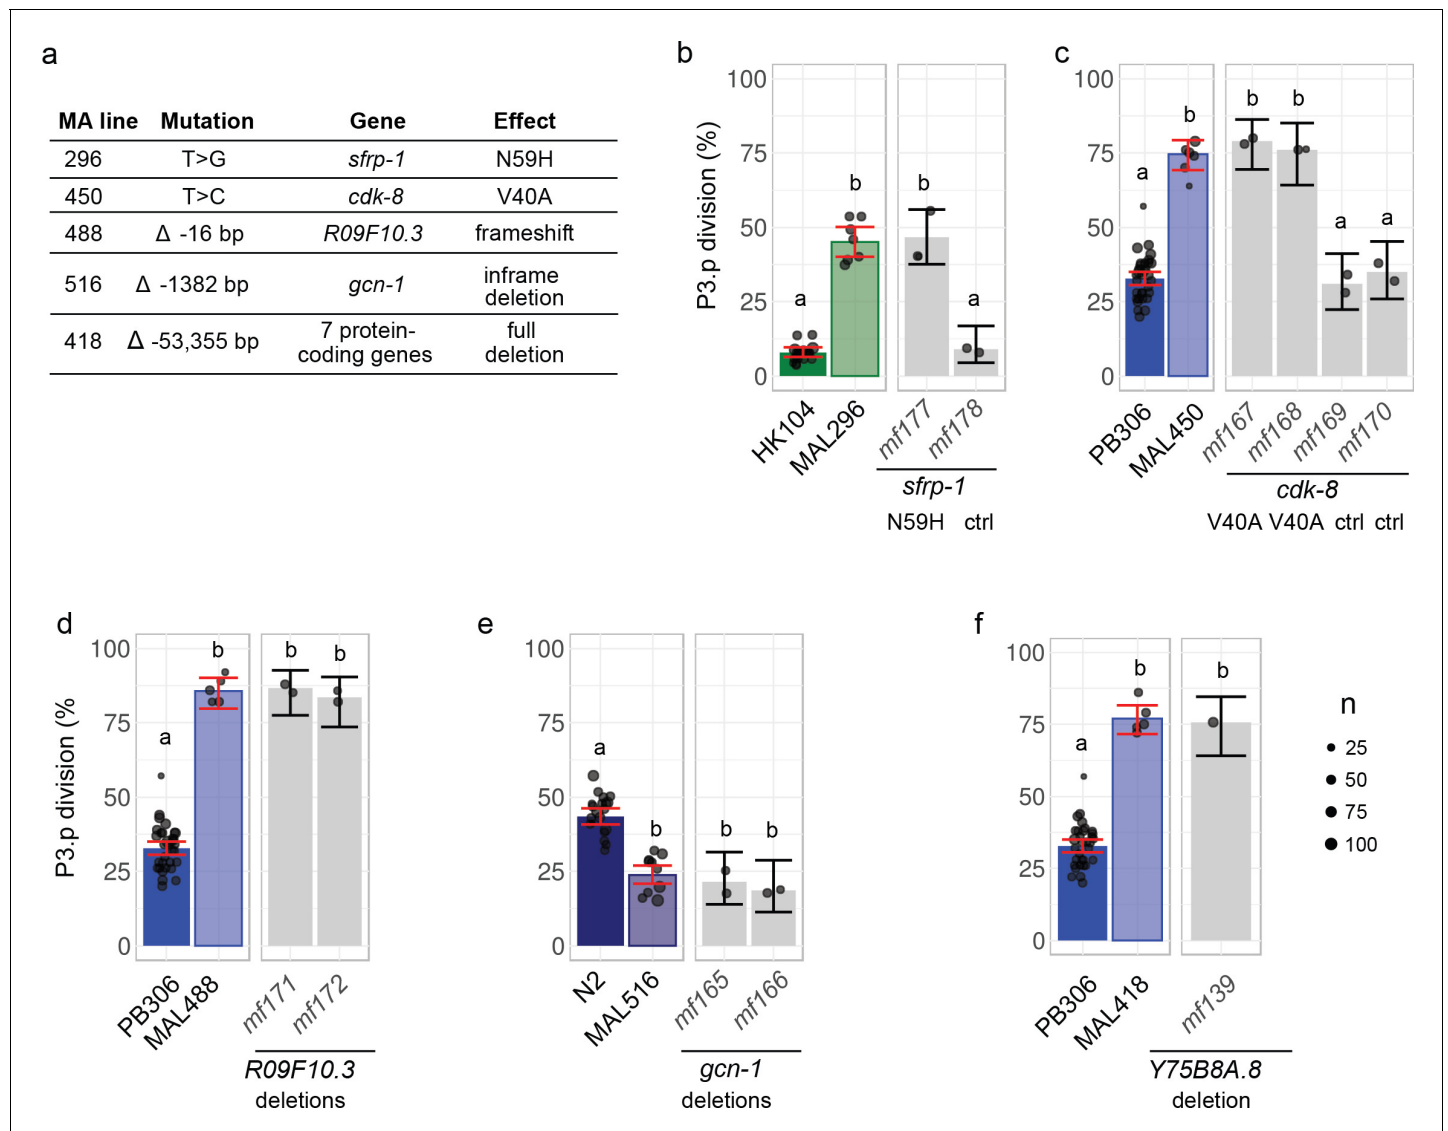 a
MA line Mutation Gene Effect
296 T>G sfrp-1 N59H
450 T>C cdk-8 V40A
488 Δ -16 bp R09F10.3 frameshift
516 Δ -1382 bp gcn-1 inframe
deletion
418 Δ -53,355 bp 7 protein-
coding genes
full
deletion
b
P3.p division (%)
100
75
50
25
0
a
b
b
a
HK104
MAL296
mf177
mf178
sfrp-1
N59H ctrl
c
100
75
50
25
0
a
b
b
b
a
a
PB306
MAL450
mf167
mf168
mf169
mf170
cdk-8
V40A V40A ctrl ctrl
d
P3.p division (%
100
75
50
25
0
a
b
b
b
PB306
MAL488
mf171
mf172
R09F10.3
deletions
e
100
75
50
25
0
a
b
b
b
N2
MAL516
mf165
mf166
gcn-1
deletions
f
100
75
50
25
0
a
b
b
PB306
MAL418
mf139
Y75B8A.8
deletion
n
25
50
75
100